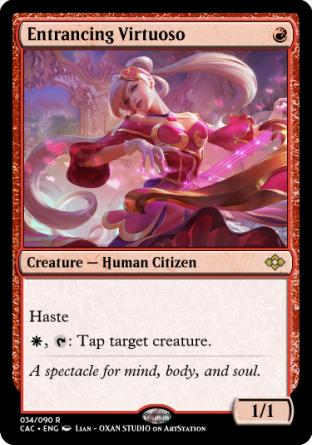 Entrancing Virtuoso
Creature — Human Citizen
Haste
: Tap target creature.
A spectacle for mind, body, and soul.
034/090 R
CAC • ENG LIAN – OXAN STUDIO ON ARTSTATION
1/1